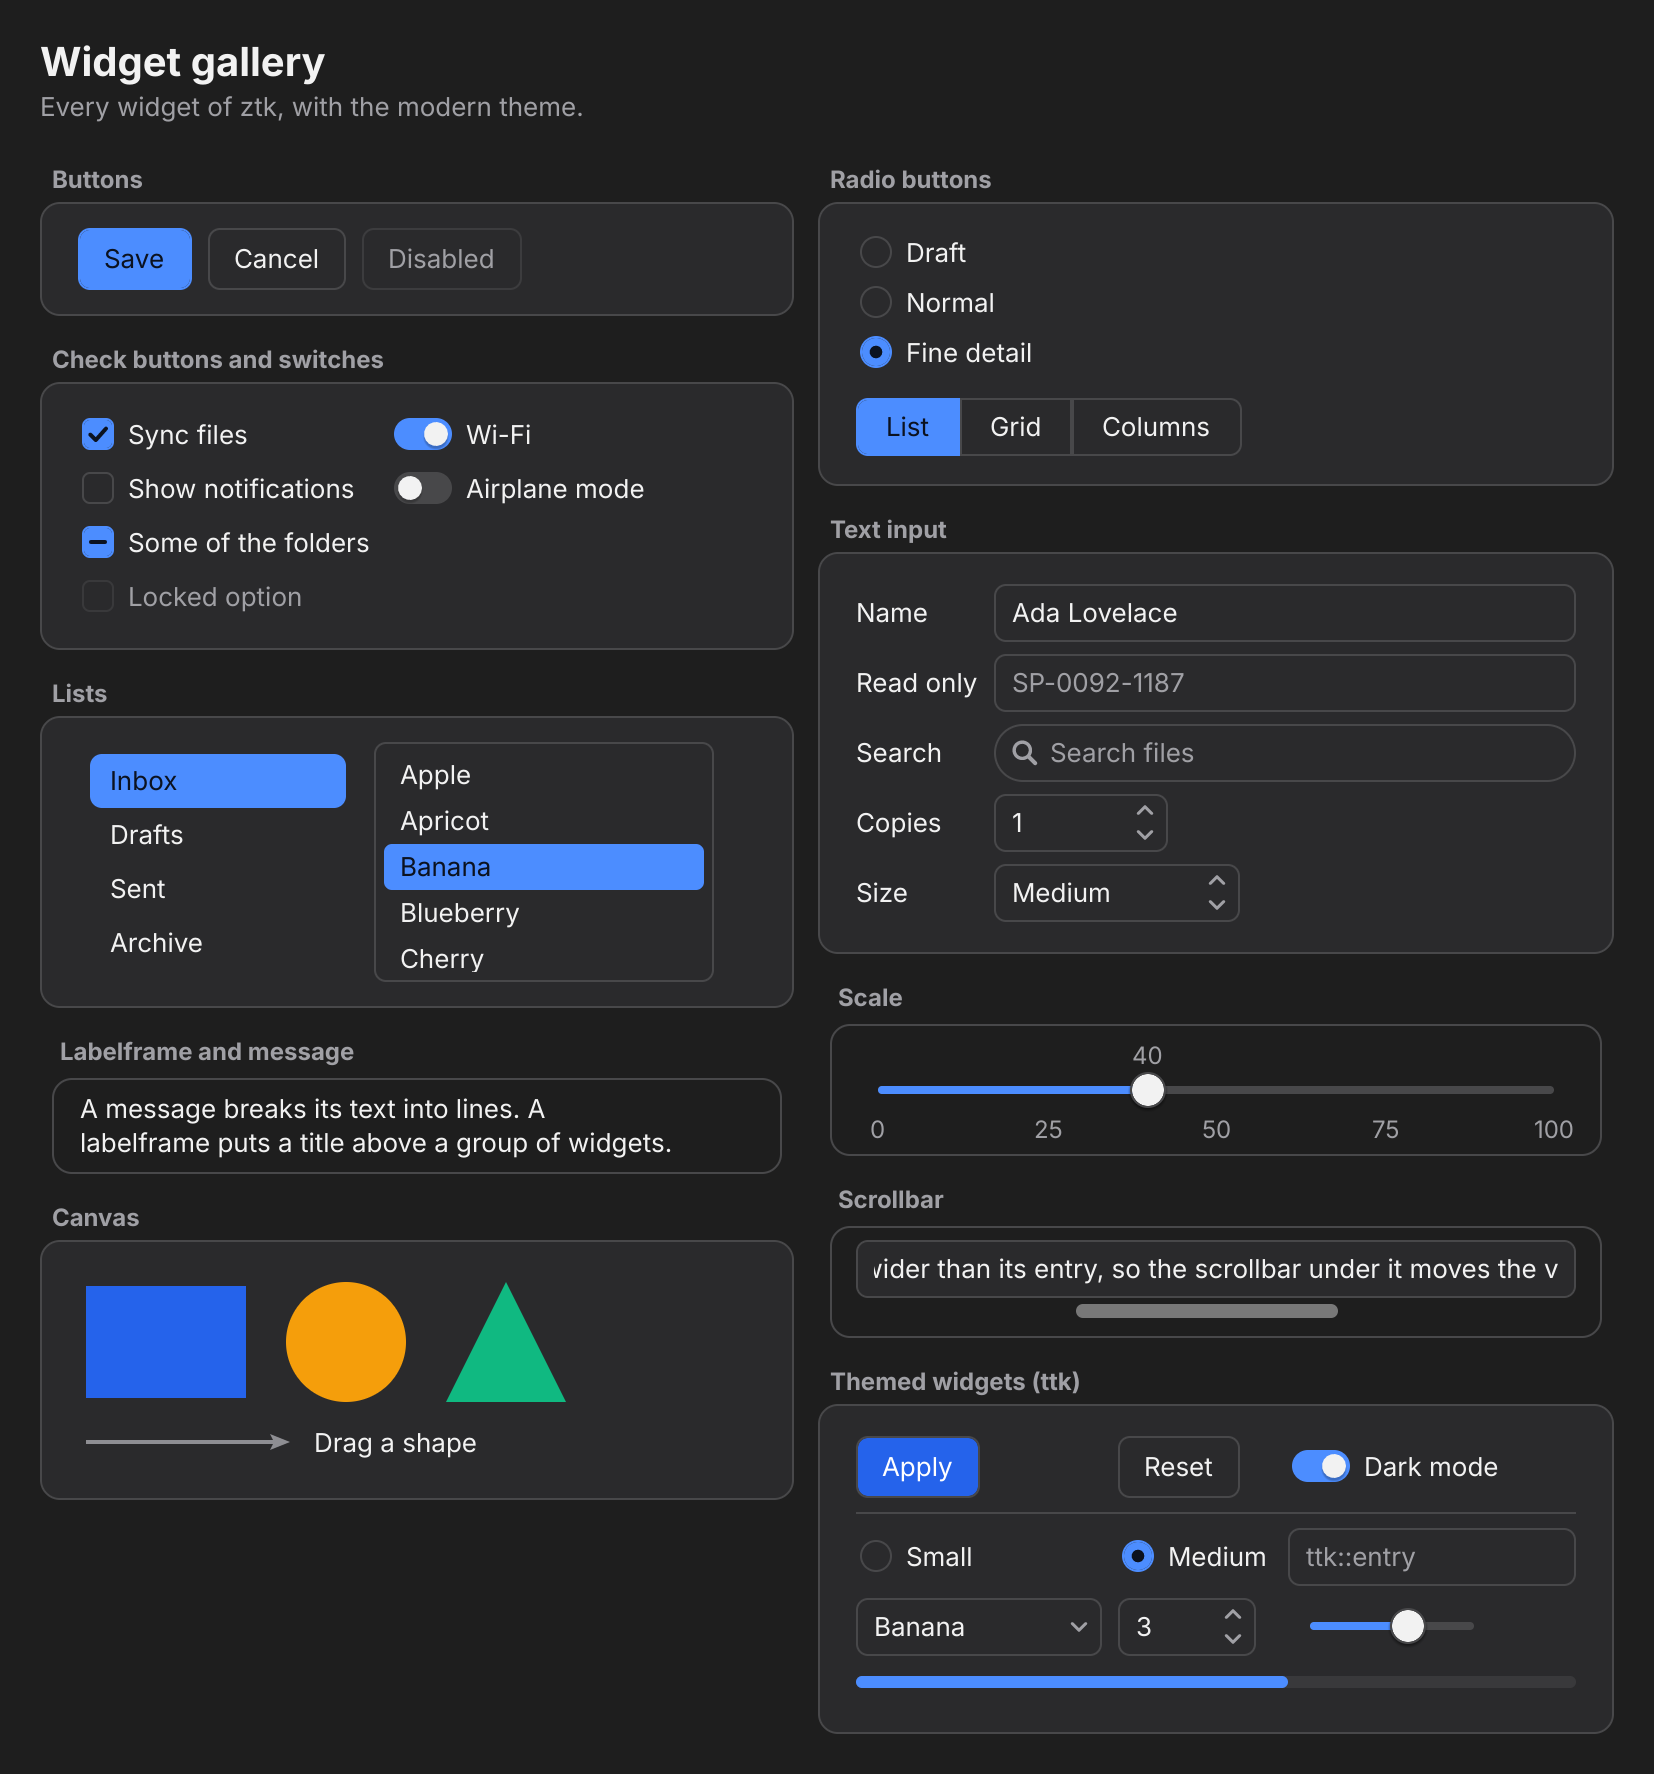 Widget gallery
Every widget of ztk, with the modern theme.
Buttons
Save
Cancel
Disabled
Check buttons and switches
Sync files
Wi-Fi
Show notifications
Airplane mode
Some of the folders
Locked option
Lists
Inbox
Drafts
Sent
Archive
Apple
Apricot
Banana
Blueberry
Cherry
Labelframe and message
A message breaks its text into lines. A
labelframe puts a title above a group of widgets.
Canvas
Drag a shape
Radio buttons
Draft
Normal
Fine detail
List
Grid
Columns
Text input
Name
Ada Lovelace
Read only
SP-0092-1187
Search
Search files
Copies
1
Size
Medium
Scale
40
0 25 50 75 100
Scrollbar
wider than its entry, so the scrollbar under it moves the v
Themed widgets (ttk)
Apply
Reset
Dark mode
Small
Medium
ttk::entry
Banana
3